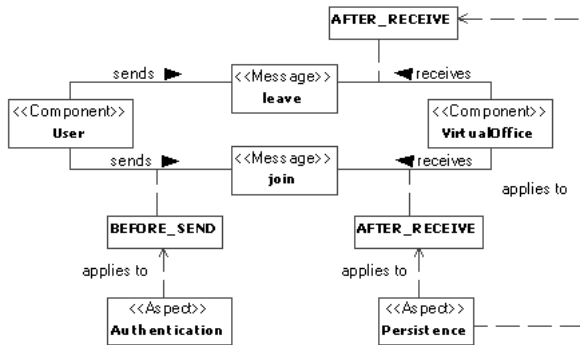 AFTER_RECEIVE
sends
<<Message>>
leave
receives
<<Component>>
User
<<Component>>
VirtualOffice
sends
<<Message>>
join
receives
applies to
BEFORE_SEND
AFTER_RECEIVE
applies to
applies to
<<Aspect>>
Authentication
<<Aspect>>
Persistence